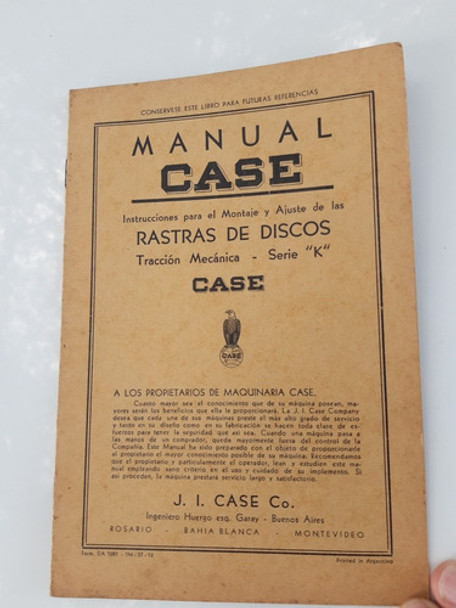 CONSERVESE ESTE LIBRO PARA FUTURAS REFERENCIAS
MANUAL
CASE
Instrucciones para el Montaje y Ajuste de las
RASTRAS DE DISCOS
Tracción Mecánica - Serie "K"
CASE
CASE
A LOS PROPIETARIOS DE MAQUINARIA CASE.
Cuanto mayor sea el conocimiento que de su máquina posean, ma-
yores serán los beneficios que ella le proporcionará. La J. I. Case Company
desea que cada una de sus máquinas preste el más alto grado de servicio
y tanto en su diseño como en su fabricación se hacen toda clase de es-
fuerzos para tener la seguridad que así sea. Cuando una máquina pasa a
las manos de un comprador, queda mayormente fuera del control de la
Compañía. Este Manual ha sido preparado con el objeto de proporcionarle
al propietario el mayor conocimiento posible de su máquina. Recomendamos
que el propietario y particularmente el operador, lean y estudien este ma-
nual empleando sano criterio en el uso y cuidado de su implemento. Si
así proceden, la máquina prestará servicio largo y satisfactorio.
J. I. CASE Co.
Ingeniero Huergo esq. Garay - Buenos Aires
ROSARIO - BAHIA BLANCA - MONTEVIDEO
Form. EA
Printed in Argentina